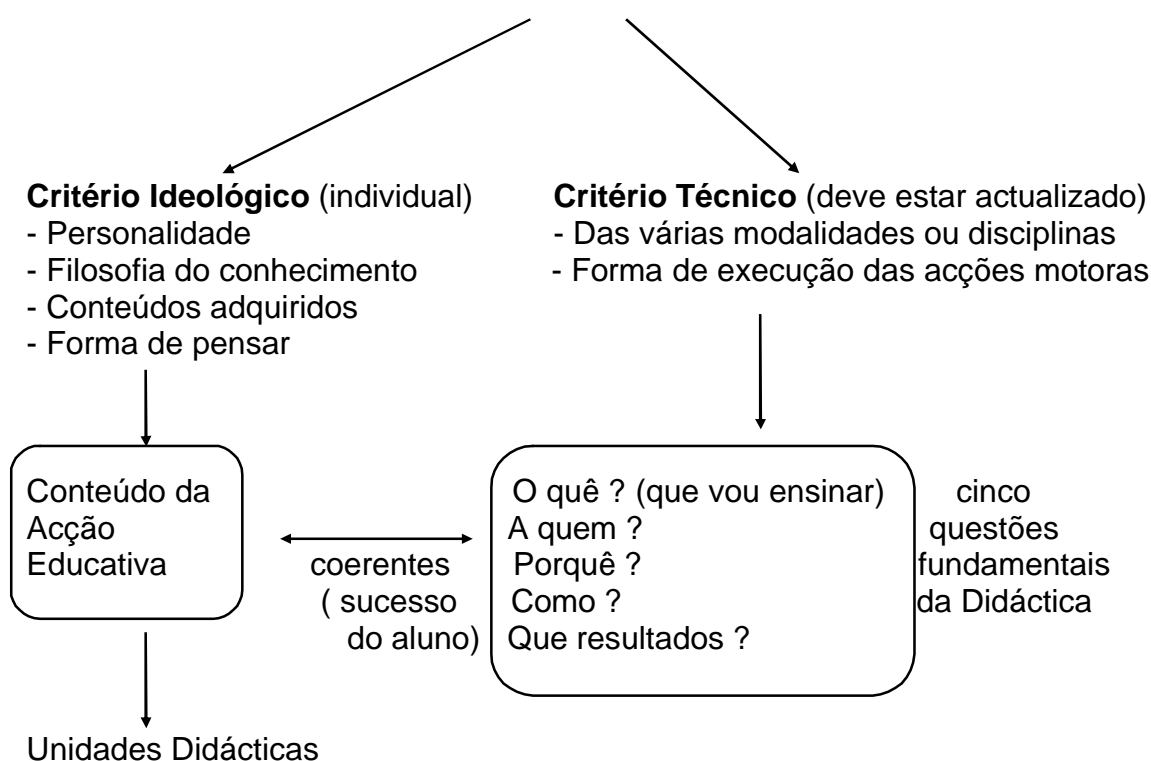 Critério Ideológico (individual)
- Personalidade
- Filosofia do conhecimento
- Conteúdos adquiridos
- Forma de pensar
Critério Técnico (deve estar actualizado)
- Das várias modalidades ou disciplinas
- Forma de execução das acções motoras
Conteúdo da
Acção
Educativa
coerentes
( sucesso
do aluno)
O quê ? (que vou ensinar)
A quem ?
Porquê ?
Como ?
Que resultados ?
cinco
questões
fundamentais
da Didáctica
Unidades Didácticas